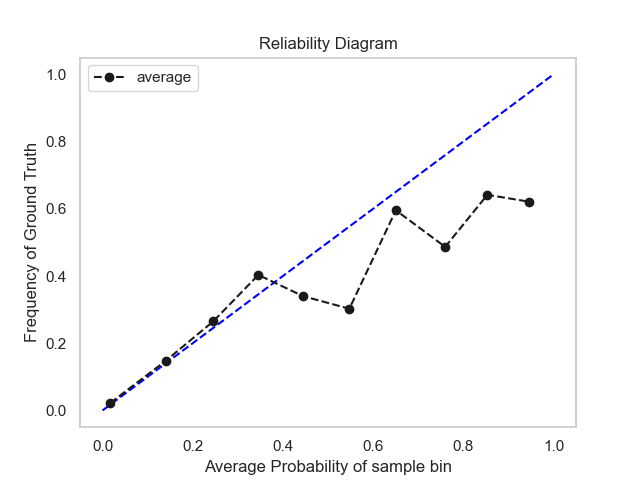 Reliability Diagram
average
1.0
0.8
0.6
0.4
0.2
0.0
Frequency of Ground Truth
0.0 0.2 0.4 0.6 0.8 1.0
Average Probability of sample bin